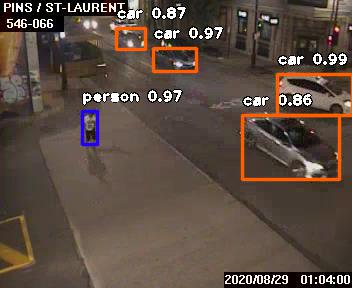 PINS / ST-LAURENT
546-066
car 0.87
car 0.97
car 0.99
person 0.97
car 0.86
2020/08/29 01:04:00